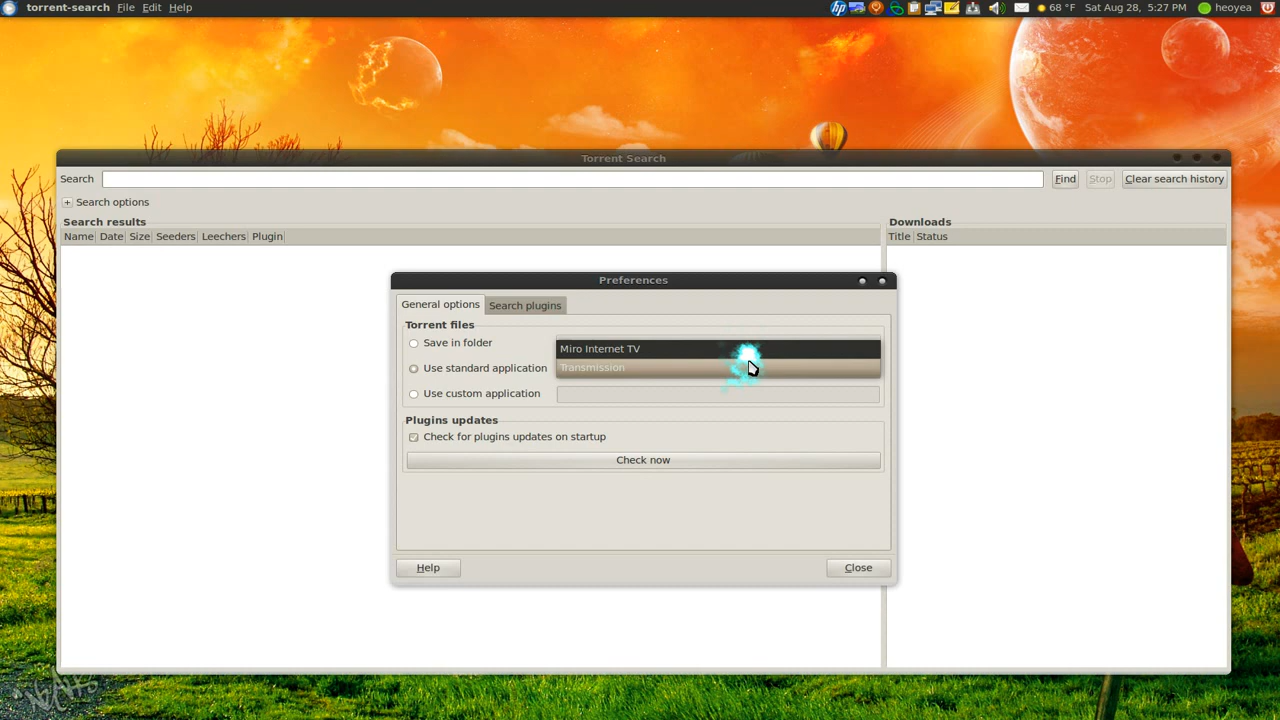 torrent-search File Edit Help
hp 68 °F Sat Aug 28, 5:27 PM heoyea
Torrent Search
Search Find Stop Clear search history
+ Search options
Search results Downloads
Name Date Size Seeders Leechers Plugin Title Status
Preferences
General options Search plugins
Torrent files
Save in folder
Miro Internet TV
Use standard application Transmission
Use custom application
Plugins updates
Check for plugins updates on startup
Check now
Help Close